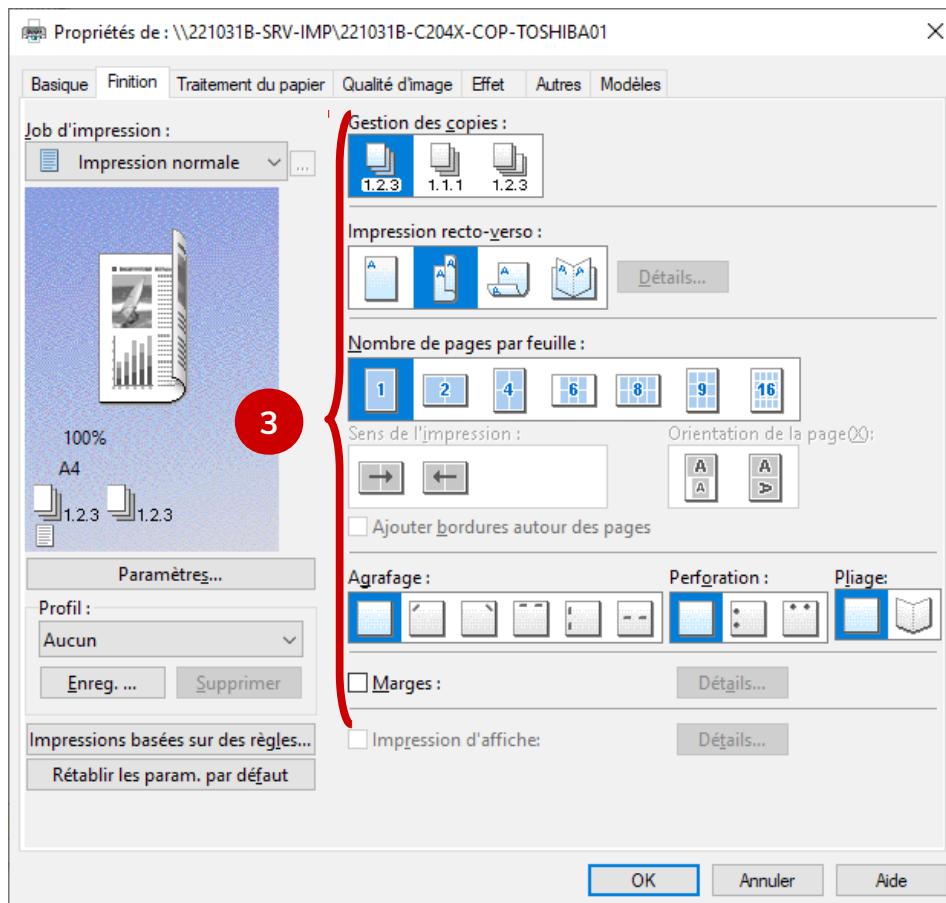 Propriétés de : \\221031B-SRV-IMP\221031B-C204X-COP-TOSHIBA01
Basique Finition Traitement du papier Qualité d'image Effet Autres Modèles
Job d'impression :
Impression normale
...
100%
A4
1.2.3 1.2.3
Paramètres...
Profil :
Aucun
Enreg. ... Supprimer
Impressions basées sur des règles...
Rétablir les param. par défaut
3
Gestion des copies :
1.2.3 1.1.1 1.2.3
Impression recto-verso :
A A A A A A A
Détails...
Nombre de pages par feuille :
1 2 4 6 8 9 16
Sens de l'impression :
Orientation de la page(X):
A A
A A
Ajouter bordures autour des pages
Agrafage : Perforation : Pliage:
Marges : Détails...
Impression d'affiche: Détails...
OK Annuler Aide